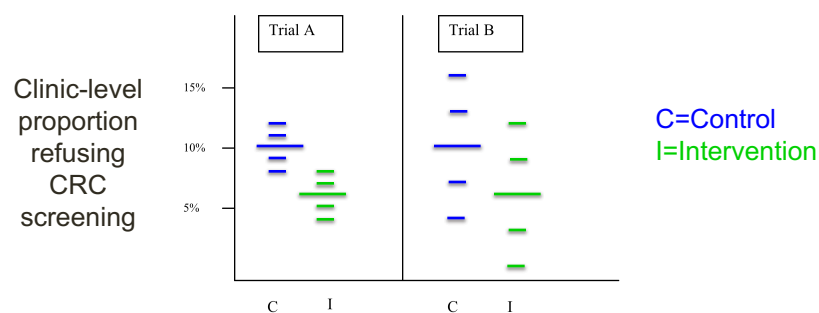 Trial A
Trial B
Clinic-level
proportion
refusing
CRC
screening
15%
10%
5%
C=Control
I=Intervention
C
I
C
I